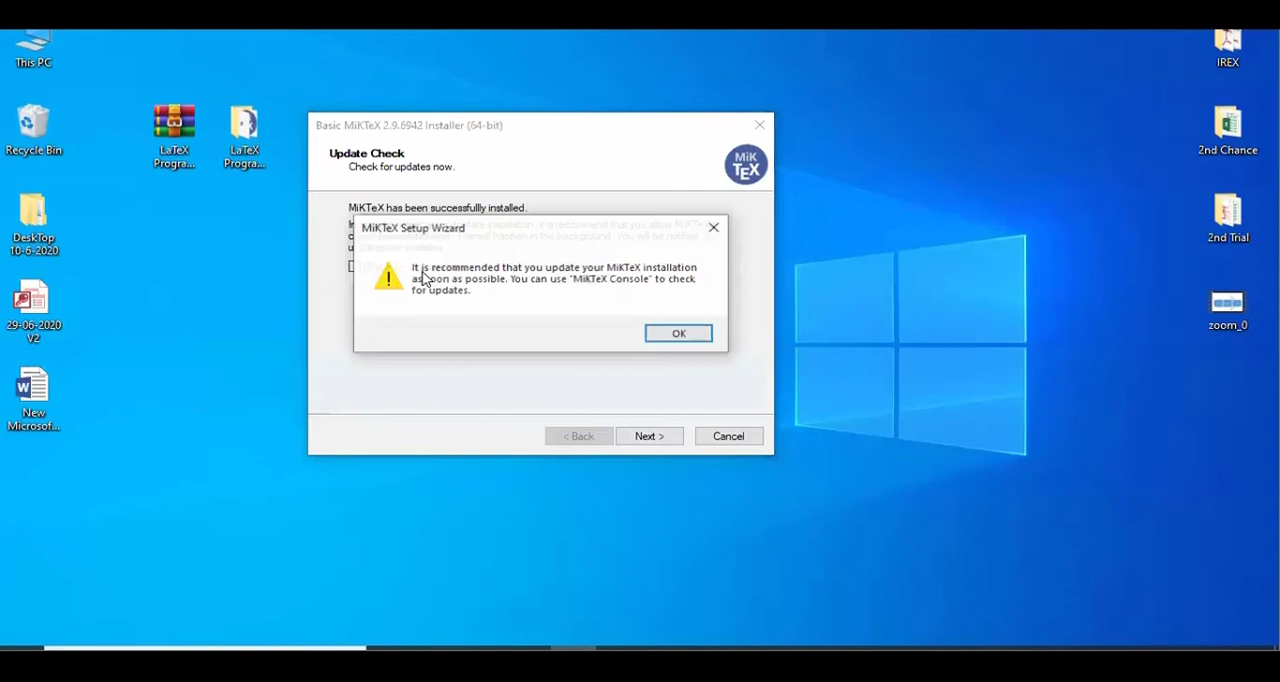 This PC
Recycle Bin
DeskTop
10-6-2020
29-06-2020
V2
New
Microsof...
LaTeX
Progra...
LaTeX
Progra...
Basic MiKTeX 2.9.6942 Installer (64-bit)
Update Check
Check for updates now.
MiK
TEX
MiKTeX has been successfully installed.
MiKTeX Setup Wizard
It is recommended that you update your MiKTeX installation
as soon as possible. You can use "MiKTeX Console" to check
for updates.
OK
< Back
Next >
Cancel
IREX
2nd Chance
2nd Trial
zoom_0